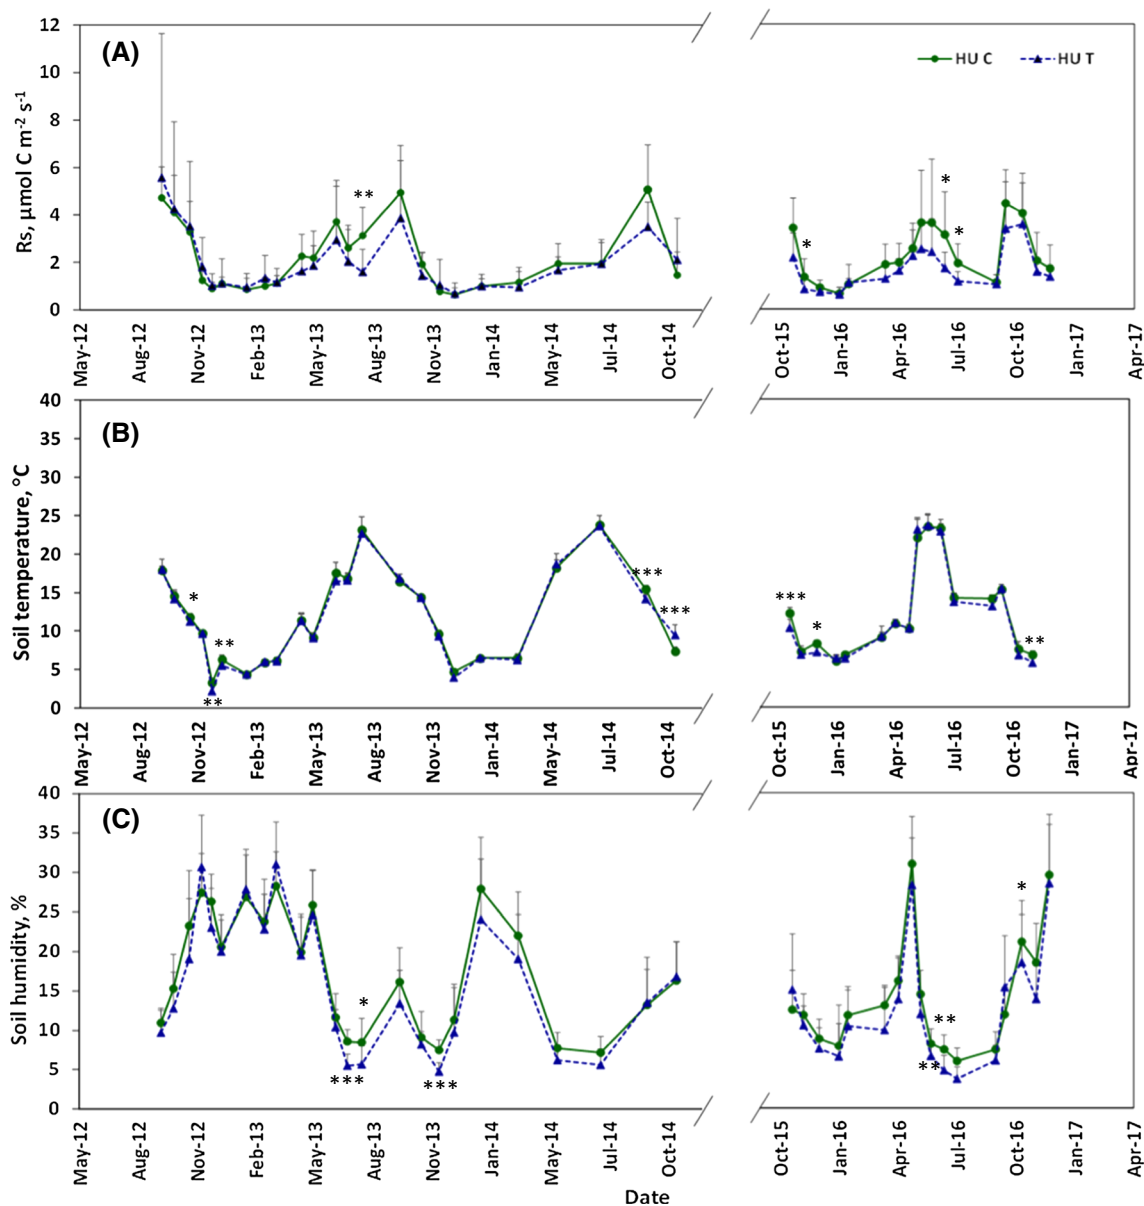 (A)
HU C
HU T
Rs, µmol C m-2 s-1
12
10
8
6
4
2
0
**
*
*
*
May-12
Aug-12
Nov-12
Feb-13
May-13
Aug-13
Nov-13
Jan-14
May-14
Jul-14
Oct-14
Oct-15
Jan-16
Apr-16
Jul-16
Oct-16
Jan-17
Apr-17
(B)
Soil temperature, °C
40
35
30
25
20
15
10
5
0
*
**
**
***
***
***
*
**
May-12
Aug-12
Nov-12
Feb-13
May-13
Aug-13
Nov-13
Jan-14
May-14
Jul-14
Oct-14
Oct-15
Jan-16
Apr-16
Jul-16
Oct-16
Jan-17
Apr-17
(C)
Soil humidity, %
40
35
30
25
20
15
10
5
0
*
***
***
**
**
*
May-12
Aug-12
Nov-12
Feb-13
May-13
Aug-13
Nov-13
Jan-14
May-14
Jul-14
Oct-14
Oct-15
Jan-16
Apr-16
Jul-16
Oct-16
Jan-17
Apr-17
Date